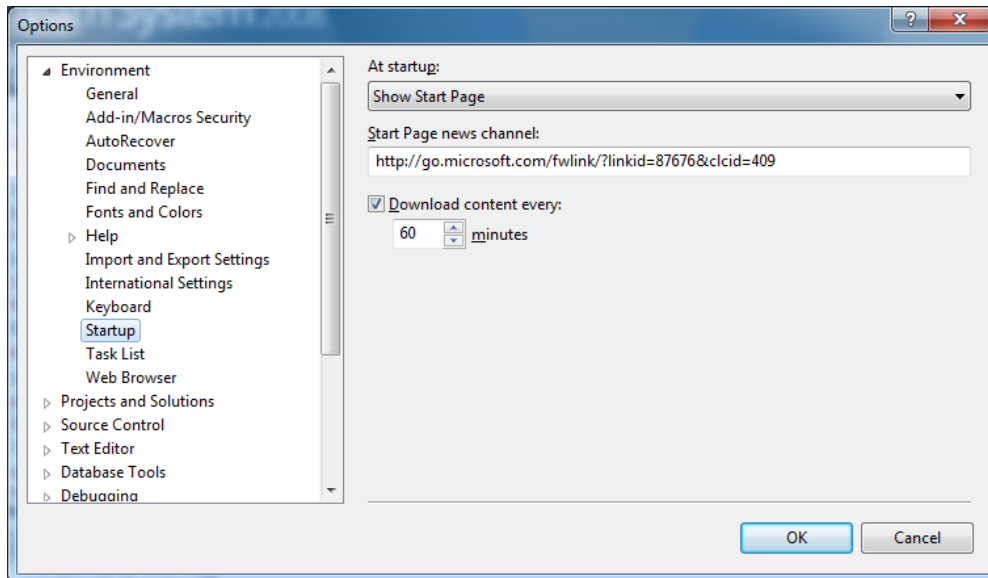 Options
Environment
General
Add-in/Macros Security
AutoRecover
Documents
Find and Replace
Fonts and Colors
Help
Import and Export Settings
International Settings
Keyboard
Startup
Task List
Web Browser
Projects and Solutions
Source Control
Text Editor
Database Tools
Debugging
At startup:
Show Start Page
Start Page news channel:
http://go.microsoft.com/fwlink/?linkid=87676&clcid=409
Download content every:
60 minutes
OK
Cancel